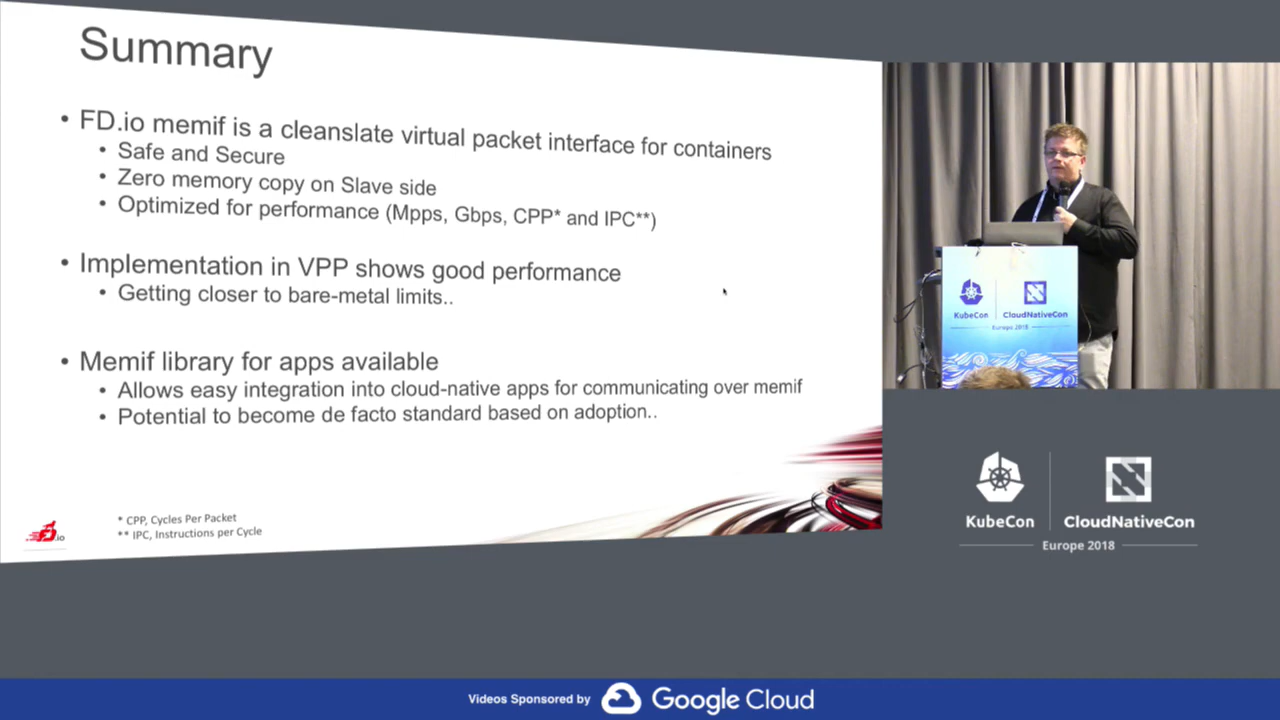 Summary
• FD.io memif is a cleanslate virtual packet interface for containers
• Safe and Secure
• Zero memory copy on Slave side
• Optimized for performance (Mpps, Gbps, CPP* and IPC**)
• Implementation in VPP shows good performance
• Getting closer to bare-metal limits..
• Memif library for apps available
• Allows easy integration into cloud-native apps for communicating over memif
• Potential to become de facto standard based on adoption..
* CPP, Cycles Per Packet
** IPC, Instructions per Cycle
.io
KubeCon
CloudNativeCon
Europe 2018
KubeCon
CloudNativeCon
Europe 2018
Videos Sponsored by Google Cloud